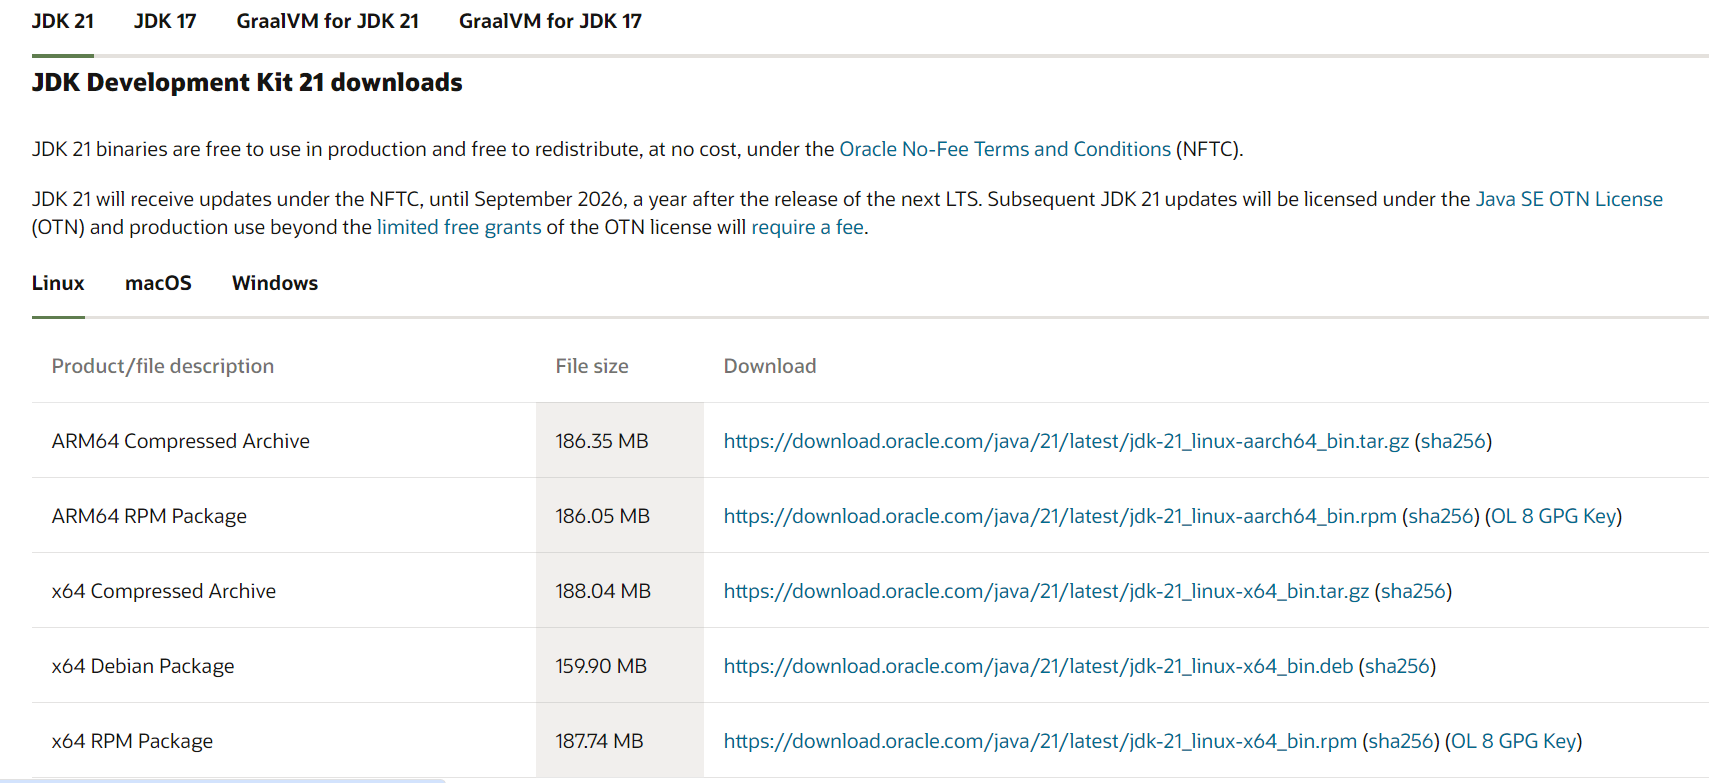 JDK 21 JDK 17 GraalVM for JDK 21 GraalVM for JDK 17
JDK Development Kit 21 downloads
JDK 21 binaries are free to use in production and free to redistribute, at no cost, under the Oracle No-Fee Terms and Conditions (NFTC).
JDK 21 will receive updates under the NFTC, until September 2026, a year after the release of the next LTS. Subsequent JDK 21 updates will be licensed under the Java SE OTN License
(OTN) and production use beyond the limited free grants of the OTN license will require a fee.
Linux macOS Windows
Product/file description File size Download
ARM64 Compressed Archive 186.35 MB https://download.oracle.com/java/21/latest/jdk-21_linux-aarch64_bin.tar.gz (sha256)
ARM64 RPM Package 186.05 MB https://download.oracle.com/java/21/latest/jdk-21_linux-aarch64_bin.rpm (sha256) (OL 8 GPG Key)
x64 Compressed Archive 188.04 MB https://download.oracle.com/java/21/latest/jdk-21_linux-x64_bin.tar.gz (sha256)
x64 Debian Package 159.90 MB https://download.oracle.com/java/21/latest/jdk-21_linux-x64_bin.deb (sha256)
x64 RPM Package 187.74 MB https://download.oracle.com/java/21/latest/jdk-21_linux-x64_bin.rpm (sha256) (OL 8 GPG Key)